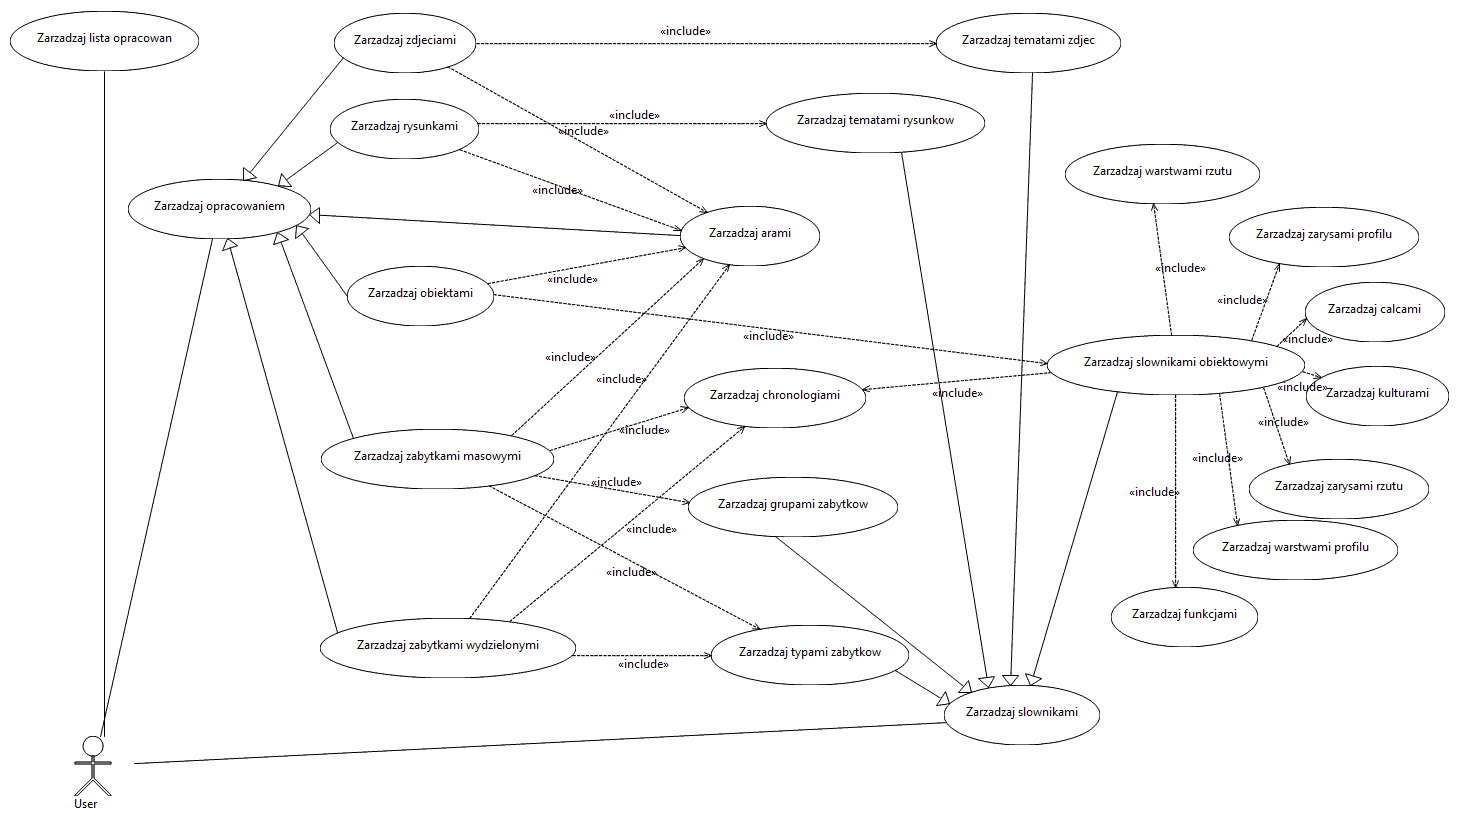 Zarzadzaj lista opracowan
Zarzadzaj zdjeciami
«include»
Zarzadzaj tematami zdjec
Zarzadzaj rysunkami
«include»
«include»
Zarzadzaj tematami rysunkow
Zarzadzaj warstwami rzutu
«include»
Zarzadzaj opracowaniem
Zarzadzaj arami
Zarzadzaj zarysami profilu
«include»
«include»
Zarzadzaj obiektami
«include»
Zarzadzaj calcami
«include»
«include»
«include»
Zarzadzaj slownikami obiektowymi
«include»
Zarzadzaj chronologiami
«include»
«include»
Zarzadzaj kulturami
«include»
«include»
Zarzadzaj zabytkami masowymi
«include»
«include»
Zarzadzaj zarysami rzutu
«include»
Zarzadzaj grupami zabytkow
«include»
Zarzadzaj warstwami profilu
«include»
Zarzadzaj funkcjami
Zarzadzaj zabytkami wydzielonymi
«include»
Zarzadzaj typami zabytkow
Zarzadzaj slownikami
User